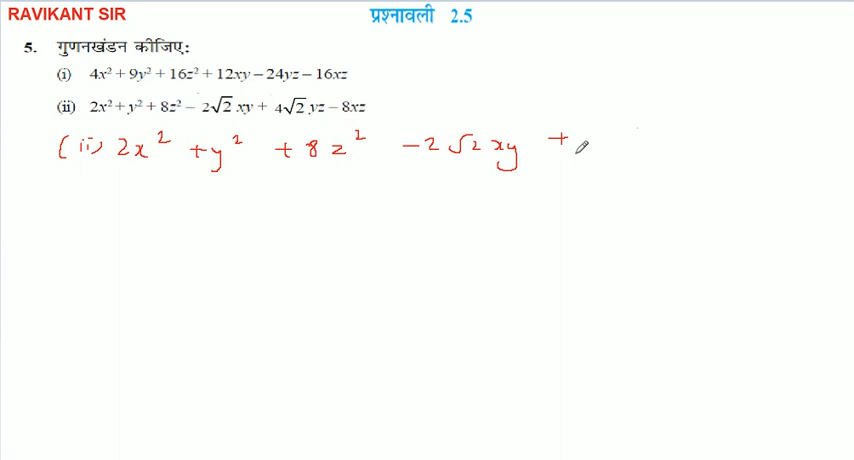 RAVIKANT SIR
प्रश्नावली 2.5
5. गुणनखंडन कीजिए:
(i) 4x² + 9y² + 16z² + 12xy – 24yz – 16xz
(ii) 2x² + y² + 8z² – 2√2 xy + 4√2 yz – 8xz
(ii) 2x² + y² + 8z² - 2√2 xy +